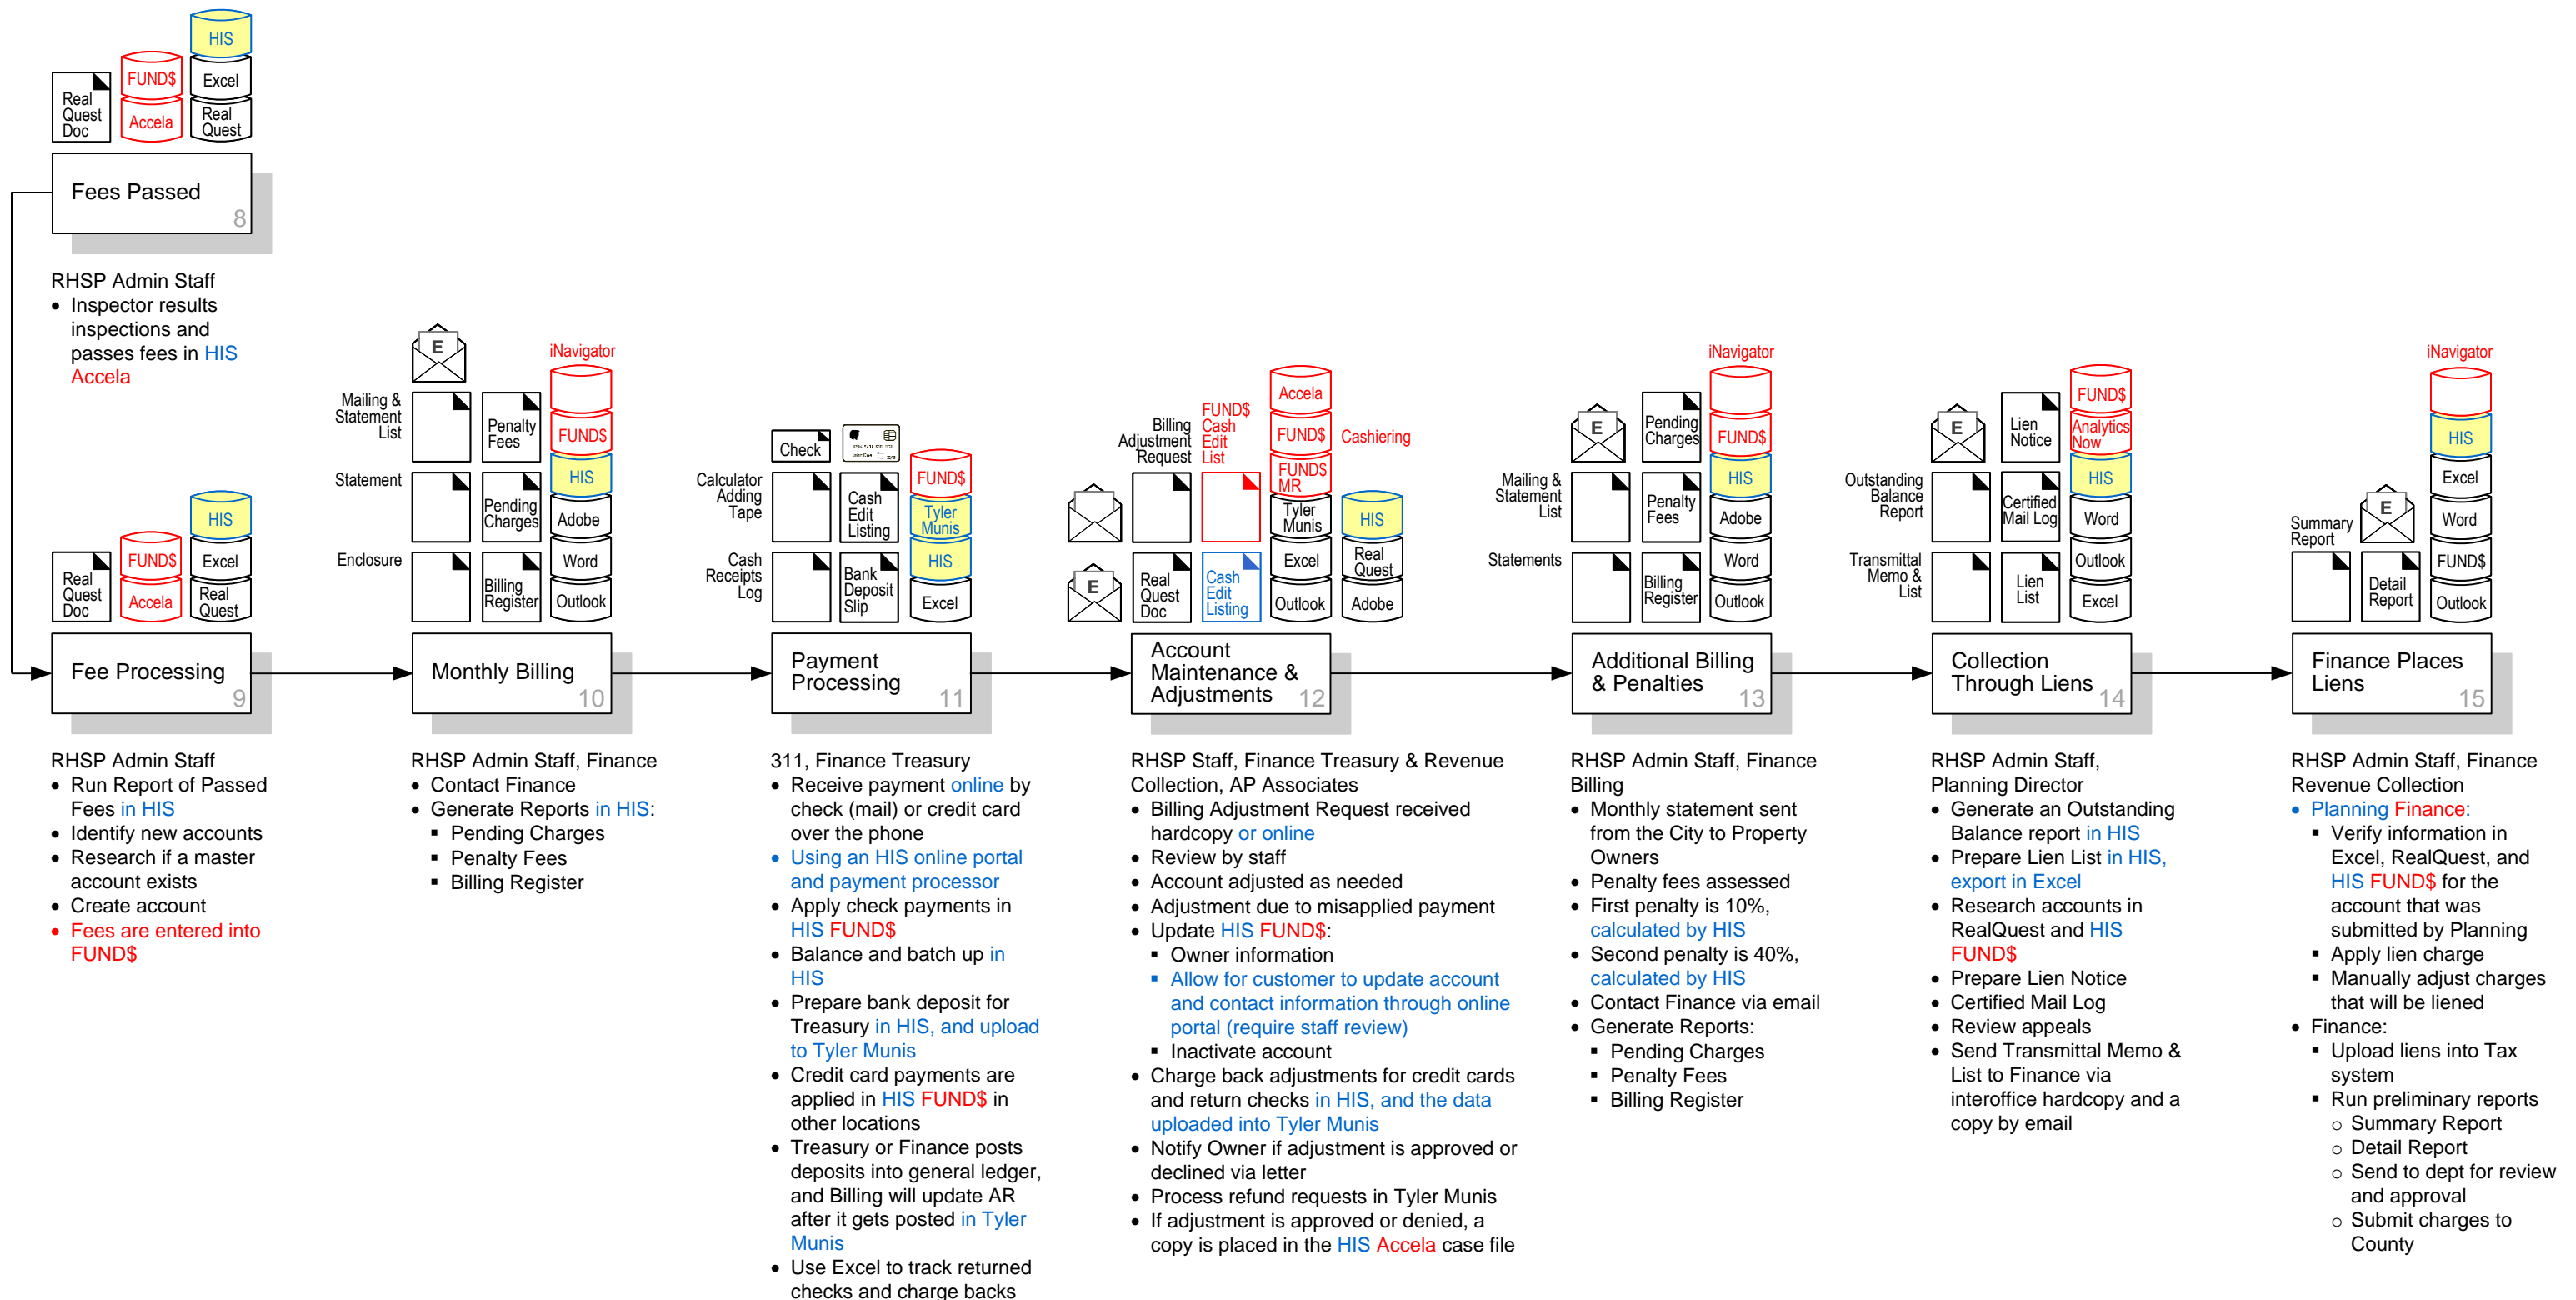 HIS
FUND$
Excel
Real
Quest
Doc
Accela
Real
Quest
Fees Passed
8
RHSP Admin Staff
• Inspector results
inspections and
passes fees in HIS
Accela
HIS
FUND$
Excel
Real
Quest
Doc
Accela
Real
Quest
Fee Processing
9
RHSP Admin Staff
• Run Report of Passed
Fees in HIS
• Identify new accounts
• Research if a master
account exists
• Create account
• Fees are entered into
FUND$
E
iNavigator
Mailing &
Statement
List
Penalty
Fees
FUND$
HIS
Statement
Pending
Charges
Adobe
Enclosure
Billing
Register
Word
Outlook
Monthly Billing
10
RHSP Admin Staff, Finance
• Contact Finance
• Generate Reports in HIS:
▪ Pending Charges
▪ Penalty Fees
▪ Billing Register
Check
Calculator
Adding
Tape
Cash
Edit
Listing
FUND$
Tyler
Munis
HIS
Cash
Receipts
Log
Bank
Deposit
Slip
Excel
Payment
Processing
11
311, Finance Treasury
• Receive payment online by
check (mail) or credit card
over the phone
• Using an HIS online portal
and payment processor
• Apply check payments in
HIS FUND$
• Balance and batch up in
HIS
• Prepare bank deposit for
Treasury in HIS, and upload
to Tyler Munis
• Credit card payments are
applied in HIS FUND$ in
other locations
• Treasury or Finance posts
deposits into general ledger,
and Billing will update AR
after it gets posted in Tyler
Munis
• Use Excel to track returned
checks and charge backs
Billing
Adjustment
Request
FUND$
Cash
Edit
List
Accela
FUND$
Cashiering
FUND$
MR
Tyler
Munis
HIS
E
Real
Quest
Doc
Cash
Edit
Listing
Excel
Real
Quest
Outlook
Adobe
Account
Maintenance &
Adjustments
12
RHSP Staff, Finance Treasury & Revenue
Collection, AP Associates
• Billing Adjustment Request received
hardcopy or online
• Review by staff
• Account adjusted as needed
• Adjustment due to misapplied payment
• Update HIS FUND$:
▪ Owner information
▪ Allow for customer to update account
and contact information through online
portal (require staff review)
▪ Inactivate account
• Charge back adjustments for credit cards
and return checks in HIS, and the data
uploaded into Tyler Munis
• Notify Owner if adjustment is approved or
declined via letter
• Process refund requests in Tyler Munis
• If adjustment is approved or denied, a
copy is placed in the HIS Accela case file
iNavigator
E
Pending
Charges
FUND$
HIS
Mailing &
Statement
List
Penalty
Fees
Adobe
Statements
Billing
Register
Word
Outlook
Additional Billing
& Penalties
13
RHSP Admin Staff, Finance
Billing
• Monthly statement sent
from the City to Property
Owners
• Penalty fees assessed
• First penalty is 10%,
calculated by HIS
• Second penalty is 40%,
calculated by HIS
• Contact Finance via email
• Generate Reports:
▪ Pending Charges
▪ Penalty Fees
▪ Billing Register
E
Lien
Notice
FUND$
Analytics
Now
HIS
Outstanding
Balance
Report
Certified
Mail Log
Word
Transmittal
Memo &
List
Lien
List
Outlook
Excel
Collection
Through Liens
14
RHSP Admin Staff,
Planning Director
• Generate an Outstanding
Balance report in HIS
• Prepare Lien List in HIS,
export in Excel
• Research accounts in
RealQuest and HIS
FUND$
• Prepare Lien Notice
• Certified Mail Log
• Review appeals
• Send Transmittal Memo &
List to Finance via
interoffice hardcopy and a
copy by email
iNavigator
HIS
Excel
E
Word
Summary
Report
Detail
Report
FUND$
Outlook
Finance Places
Liens
15
RHSP Admin Staff, Finance
Revenue Collection
• Planning Finance:
▪ Verify information in
Excel, RealQuest, and
HIS FUND$ for the
account that was
submitted by Planning
▪ Apply lien charge
▪ Manually adjust charges
that will be liened
• Finance:
▪ Upload liens into Tax
system
▪ Run preliminary reports
○ Summary Report
○ Detail Report
○ Send to dept for review
and approval
○ Submit charges to
County